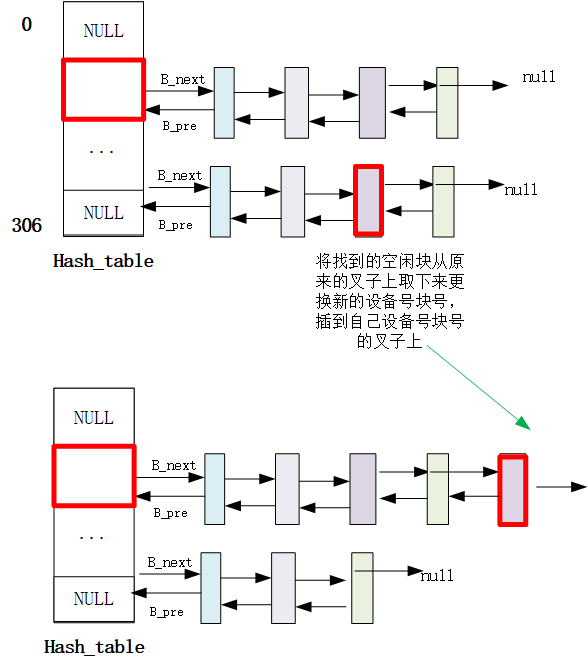 0
NULL
B_next
null
B_pre
...
B_next
NULL
null
306
B_pre
Hash_table
将找到的空闲块从原
来的叉子上取下来更
换新的设备号块号，
插到自己设备号块号
的叉子上
NULL
B_next
B_pre
...
B_next
null
NULL
B_pre
Hash_table